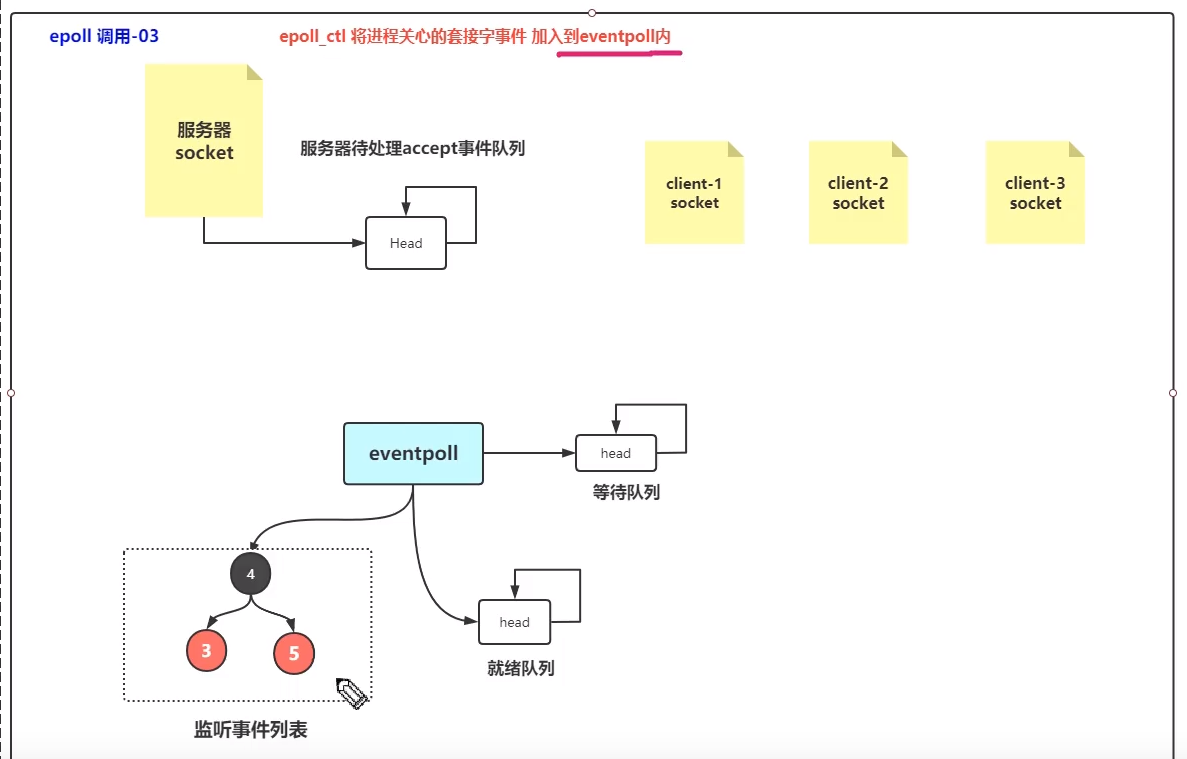 epoll 调用-03
epoll_ctl 将进程关心的套接字事件 加入到eventpoll内
服务器
socket
服务器待处理accept事件队列
Head
client-1
socket
client-2
socket
client-3
socket
eventpoll
head
等待队列
4
3
5
head
就绪队列
监听事件列表